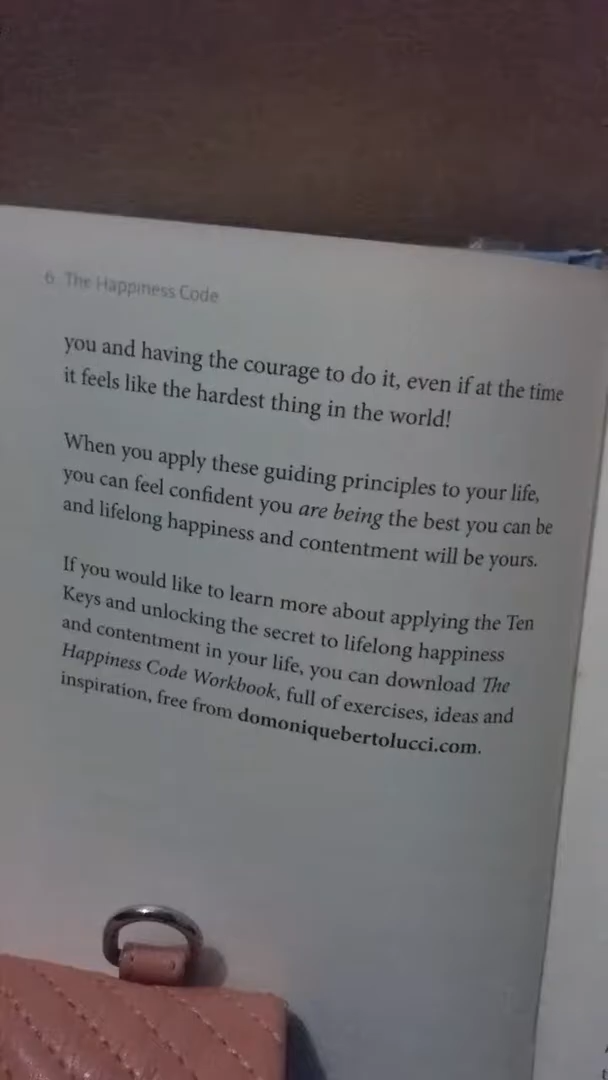 6 The Happiness Code
you and having the courage to do it, even if at the time
it feels like the hardest thing in the world!
When you apply these guiding principles to your life,
you can feel confident you are being the best you can be
and lifelong happiness and contentment will be yours.
If you would like to learn more about applying the Ten
Keys and unlocking the secret to lifelong happiness
and contentment in your life, you can download The
Happiness Code Workbook, full of exercises, ideas and
inspiration, free from domoniquebertolucci.com.